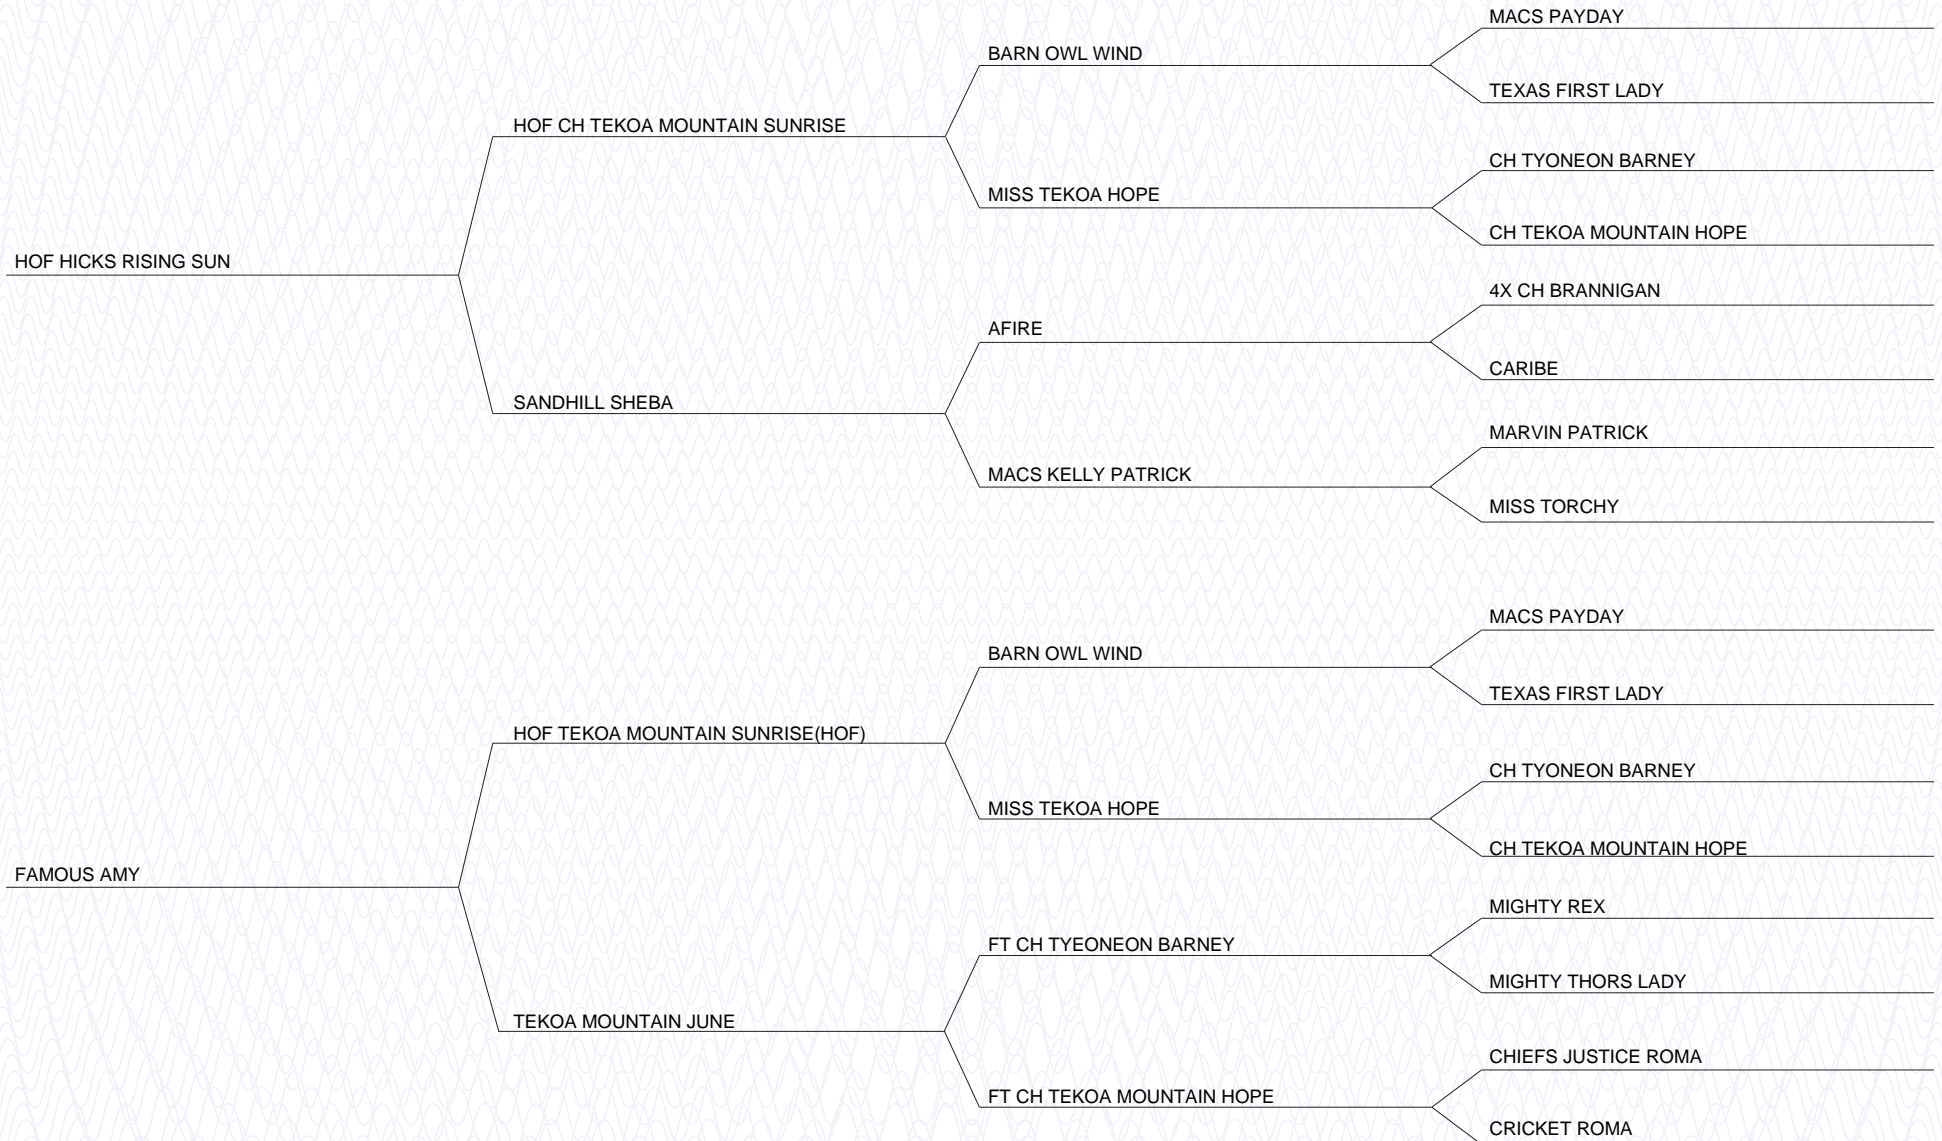 MACS PAYDAY
BARN OWL WIND
TEXAS FIRST LADY
HOF CH TEKOA MOUNTAIN SUNRISE
CH TYONEON BARNEY
MISS TEKOA HOPE
CH TEKOA MOUNTAIN HOPE
HOF HICKS RISING SUN
4X CH BRANNIGAN
AFIRE
CARIBE
SANDHILL SHEBA
MARVIN PATRICK
MACS KELLY PATRICK
MISS TORCHY
MACS PAYDAY
BARN OWL WIND
TEXAS FIRST LADY
HOF TEKOA MOUNTAIN SUNRISE(HOF)
CH TYONEON BARNEY
MISS TEKOA HOPE
CH TEKOA MOUNTAIN HOPE
FAMOUS AMY
MIGHTY REX
FT CH TYEONEON BARNEY
MIGHTY THORS LADY
TEKOA MOUNTAIN JUNE
CHIEFS JUSTICE ROMA
FT CH TEKOA MOUNTAIN HOPE
CRICKET ROMA